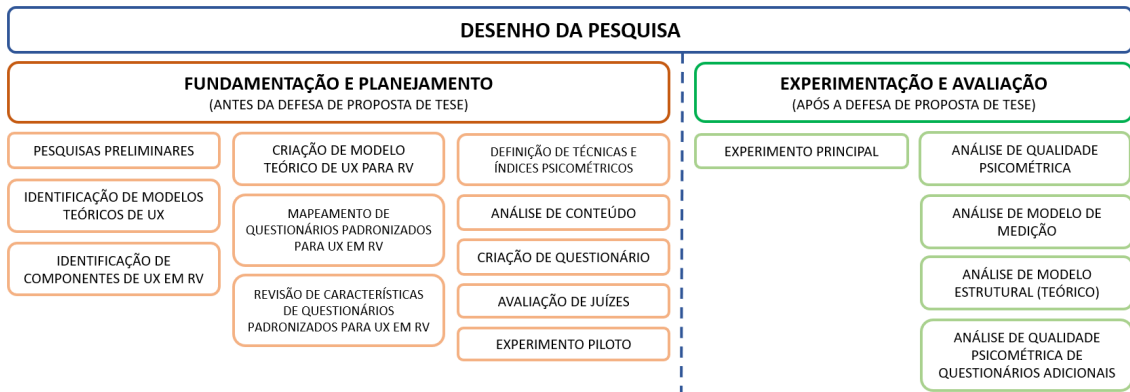 DESENHO DA PESQUISA
FUNDAMENTAÇÃO E PLANEJAMENTO
(ANTES DA DEFESA DE PROPOSTA DE TESE)
PESQUISAS PRELIMINARES
IDENTIFICAÇÃO DE MODELOS
TEÓRICOS DE UX
IDENTIFICAÇÃO DE
COMPONENTES DE UX EM RV
CRIAÇÃO DE MODELO
TEÓRICO DE UX PARA RV
MAPEAMENTO DE
QUESTIONÁRIOS PADRONIZADOS
PARA UX EM RV
REVISÃO DE CARACTERÍSTICAS
DE QUESTIONÁRIOS
PADRONIZADOS PARA UX EM RV
DEFINIÇÃO DE TÉCNICAS E
ÍNDICES PSICOMÉTRICOS
ANÁLISE DE CONTEÚDO
CRIAÇÃO DE QUESTIONÁRIO
AVALIAÇÃO DE JUÍZES
EXPERIMENTO PILOTO
EXPERIMENTAÇÃO E AVALIAÇÃO
(APÓS A DEFESA DE PROPOSTA DE TESE)
EXPERIMENTO PRINCIPAL
ANÁLISE DE QUALIDADE
PSICOMÉTRICA
ANÁLISE DE MODELO DE
MEDIÇÃO
ANÁLISE DE MODELO
ESTRUTURAL (TEÓRICO)
ANÁLISE DE QUALIDADE
PSICOMÉTRICA DE
QUESTIONÁRIOS ADICIONAIS